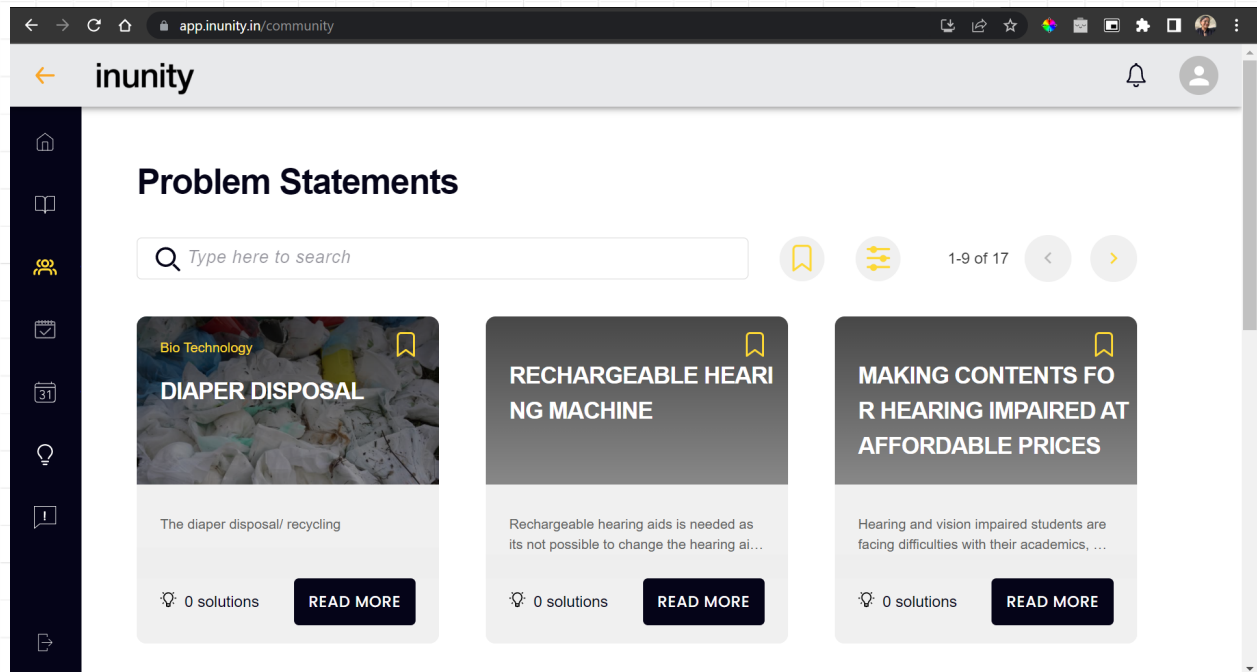 app.inunity.in/community
inunity
Problem Statements
Type here to search
1-9 of 17
Bio Technology
DIAPER DISPOSAL
The diaper disposal/ recycling
0 solutions
READ MORE
RECHARGEABLE HEARI
NG MACHINE
Rechargeable hearing aids is needed as
its not possible to change the hearing ai…
0 solutions
READ MORE
MAKING CONTENTS FO
R HEARING IMPAIRED AT
AFFORDABLE PRICES
Hearing and vision impaired students are
facing difficulties with their academics, …
0 solutions
READ MORE
31